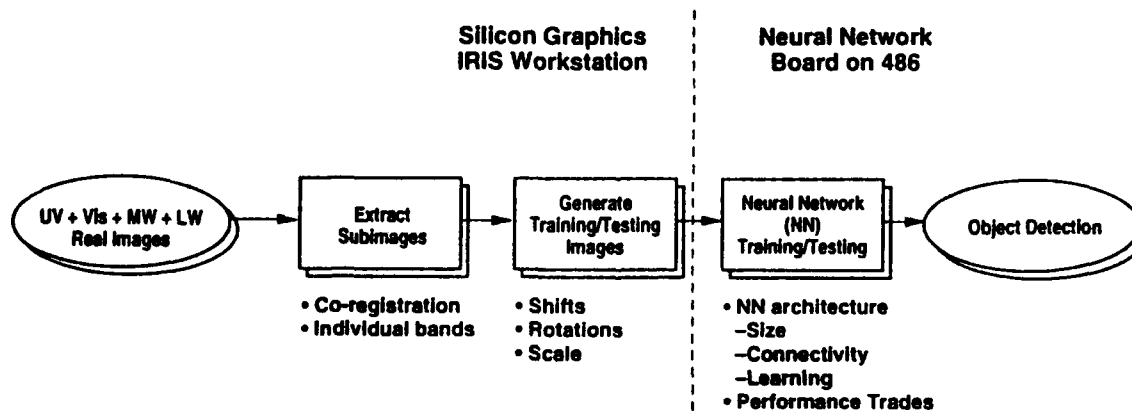 Silicon Graphics
IRIS Workstation
Neural Network
Board on 486
UV + Vis + MW + LW
Real Images
Extract
Subimages
Generate
Training/Testing
Images
Neural Network
(NN)
Training/Testing
Object Detection
• Co-registration
• Individual bands
• Shifts
• Rotations
• Scale
• NN architecture
–Size
–Connectivity
–Learning
• Performance Trades